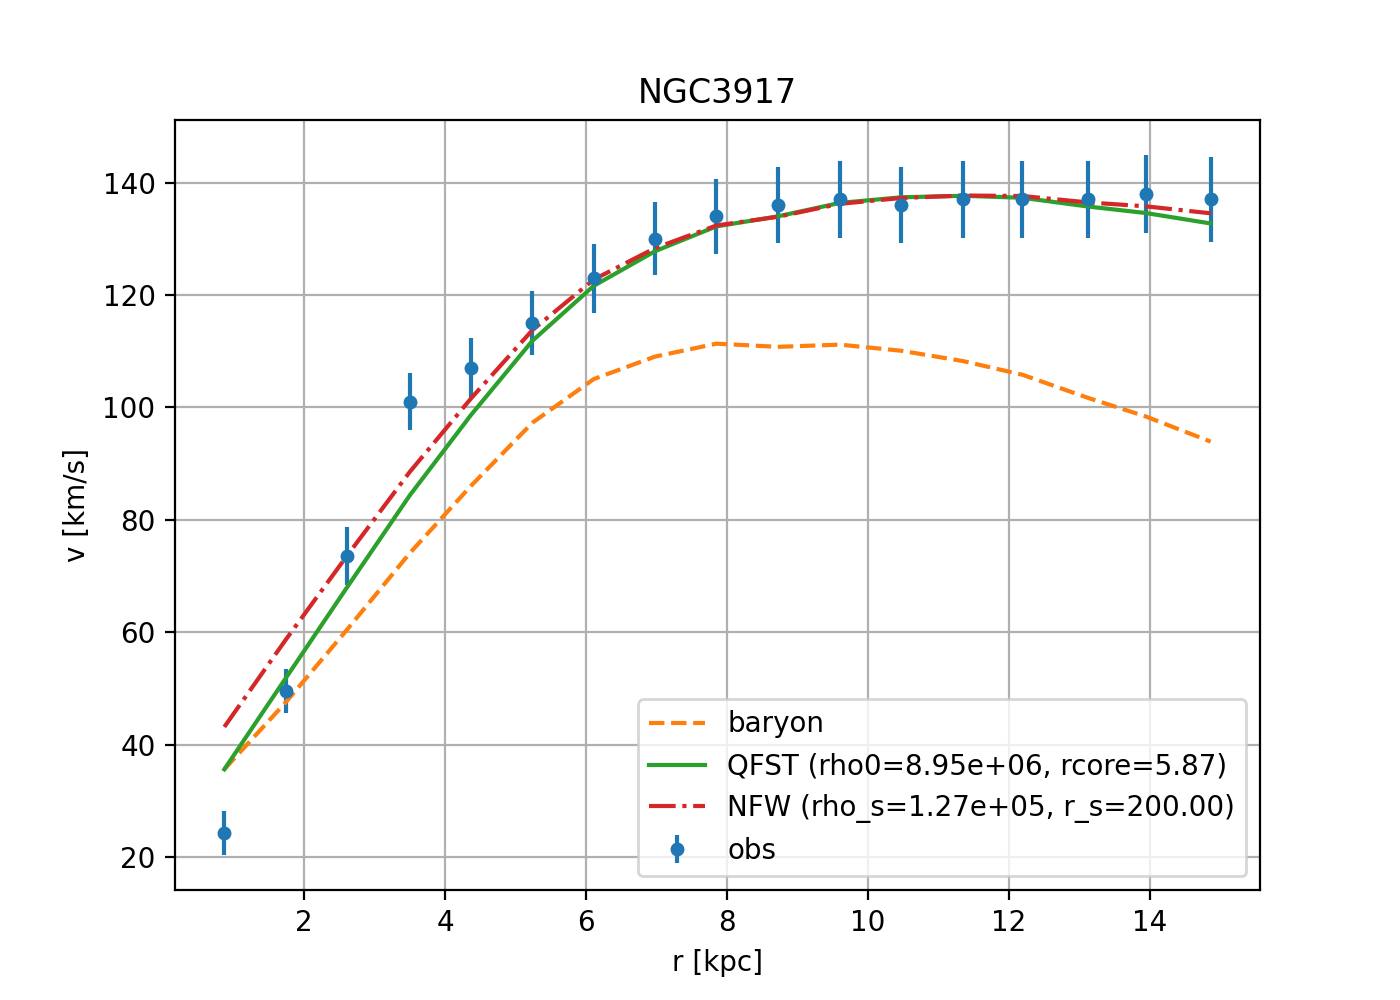 NGC3917
140
120
100
80
60
40
20
v [km/s]
baryon
QFST (rho0=8.95e+06, rcore=5.87)
NFW (rho_s=1.27e+05, r_s=200.00)
obs
2 4 6 8 10 12 14
r [kpc]